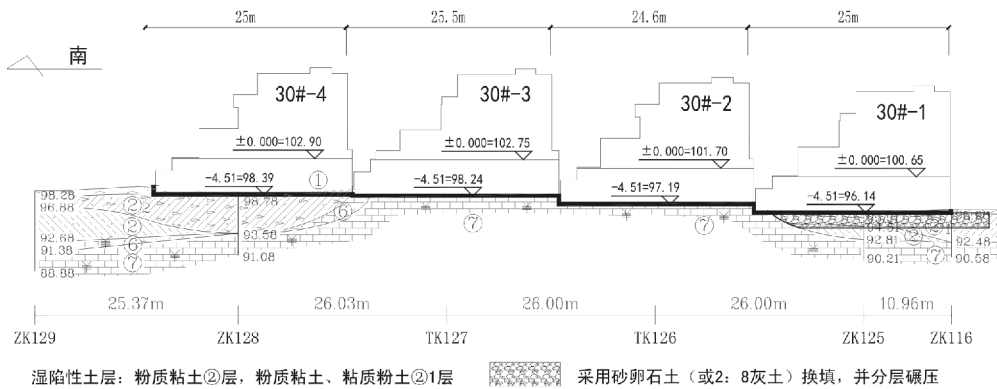 25m 25.5m 24.6m 25m
南
30#-4 30#-3 30#-2 30#-1
±0.000=102.90 ±0.000=102.75 ±0.000=101.70 ±0.000=100.65
-4.51=98.39 ① -4.51=98.24 -4.51=97.19 -4.51=96.14
98.28 ② 98.78
96.88 ② ⑥ ⑦ ⑦
92.68 93.58 92.81 ② 92.48
91.38 ⑥ 91.08 90.21 ⑦ 90.58
88.88 ⑦
25.37m 26.03m 26.00m 26.00m 10.96m
ZK129 ZK128 TK127 TK126 ZK125 ZK116
湿陷性土层：粉质粘土②层，粉质粘土、粘质粉土②1层 采用砂卵石土（或2：8灰土）换填，并分层碾压